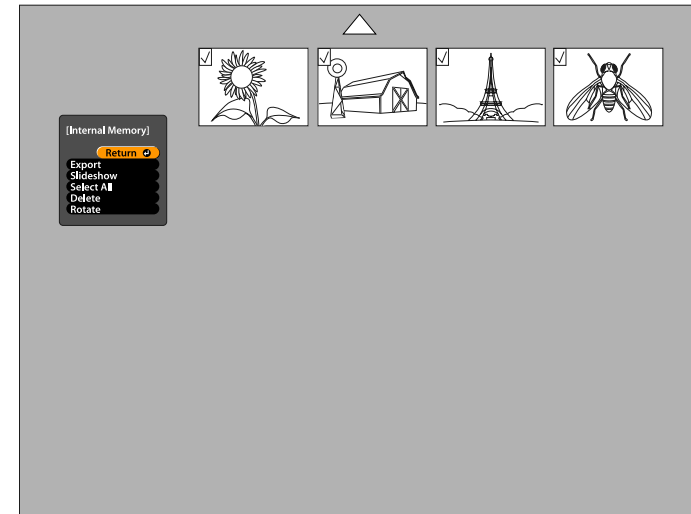 [Internal Memory]
Return
Export
Slideshow
Select All
Delete
Rotate